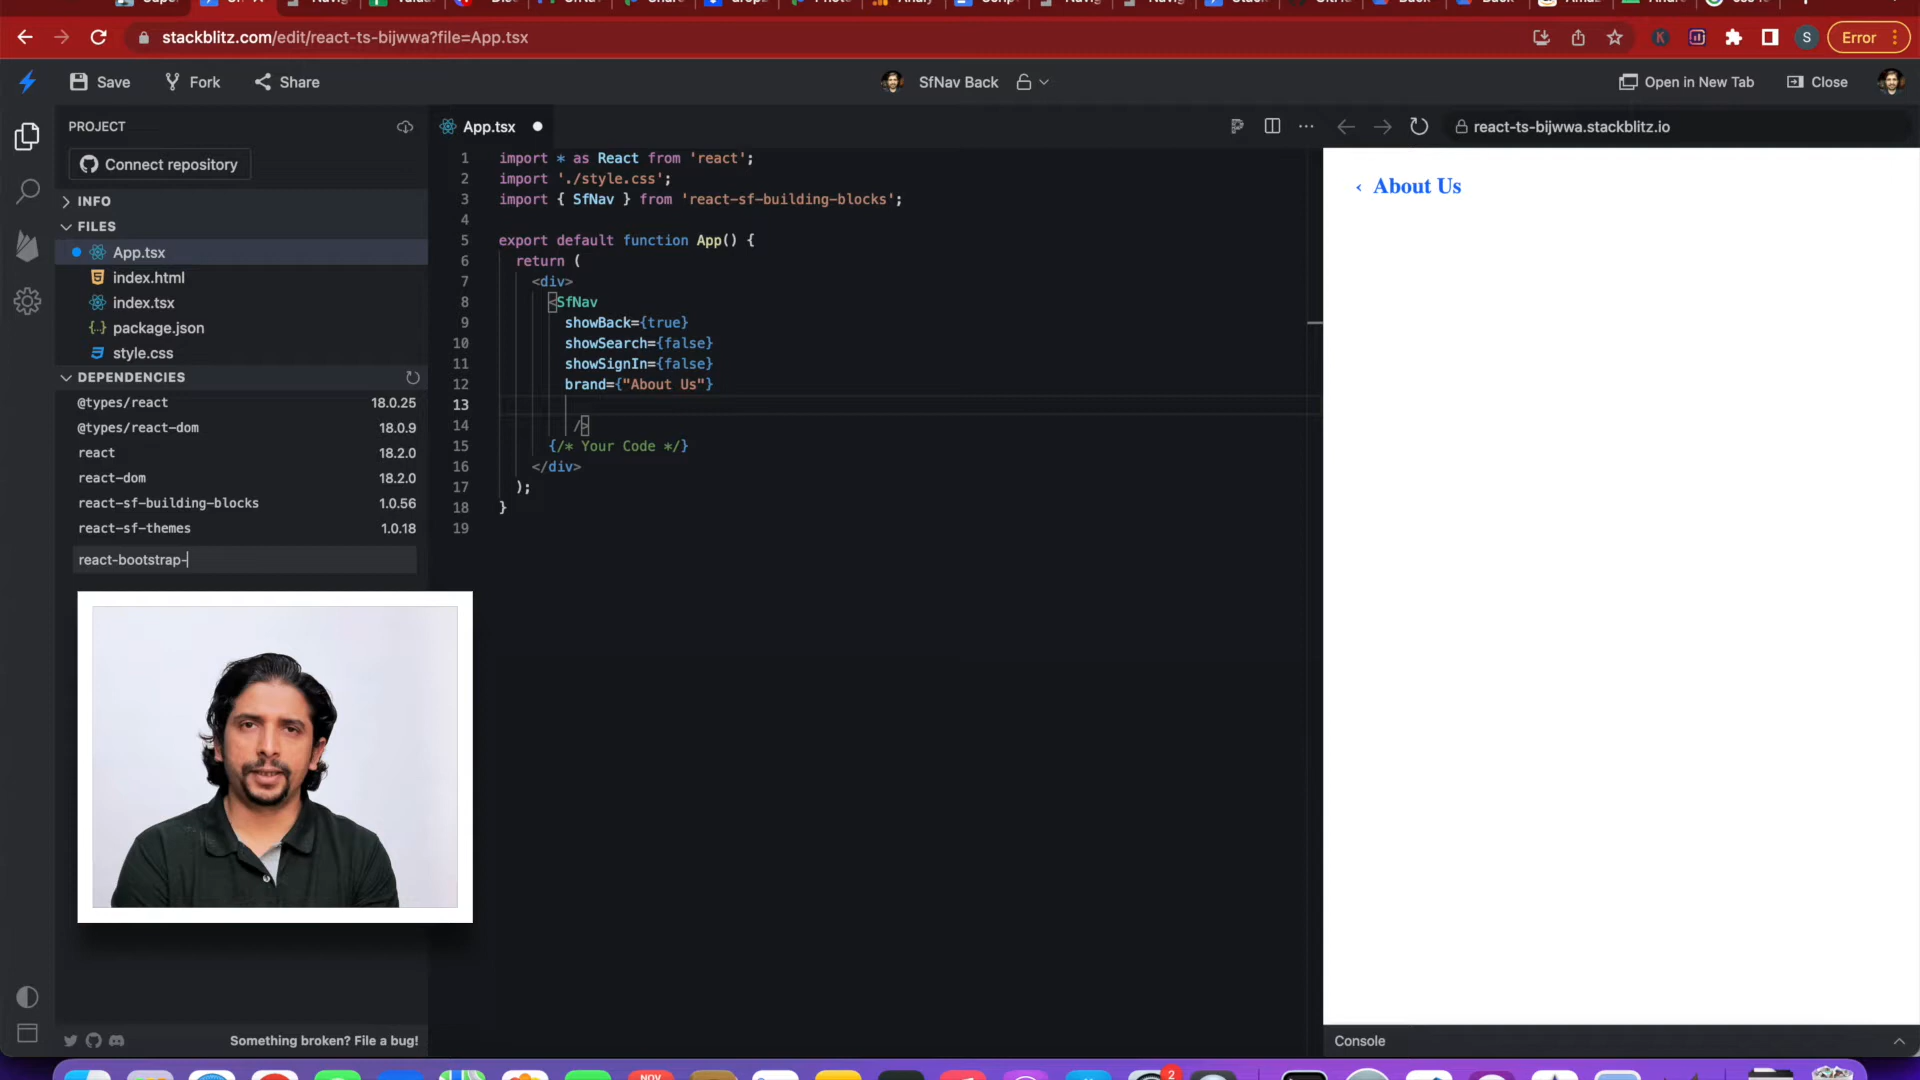 stackblitz.com/edit/react-ts-bijwwa?file=App.tsx
S
Error
Save
Fork
Share
SfNav Back
Open in New Tab
Close
PROJECT
Connect repository
INFO
FILES
App.tsx
index.html
index.tsx
package.json
style.css
DEPENDENCIES
@types/react 18.0.25
@types/react-dom 18.0.9
react 18.2.0
react-dom 18.2.0
react-sf-building-blocks 1.0.56
react-sf-themes 1.0.18
react-bootstrap-
Something broken? File a bug!
App.tsx
1 import * as React from 'react';
2 import './style.css';
3 import { SfNav } from 'react-sf-building-blocks';
4
5 export default function App() {
6 return (
7 <div>
8 <SfNav
9 showBack={true}
10 showSearch={false}
11 showSignIn={false}
12 brand={"About Us"}
13
14 />
15 {/* Your Code */}
16 </div>
17 );
18 }
19
react-ts-bijwwa.stackblitz.io
‹ About Us
Console
NOV
2